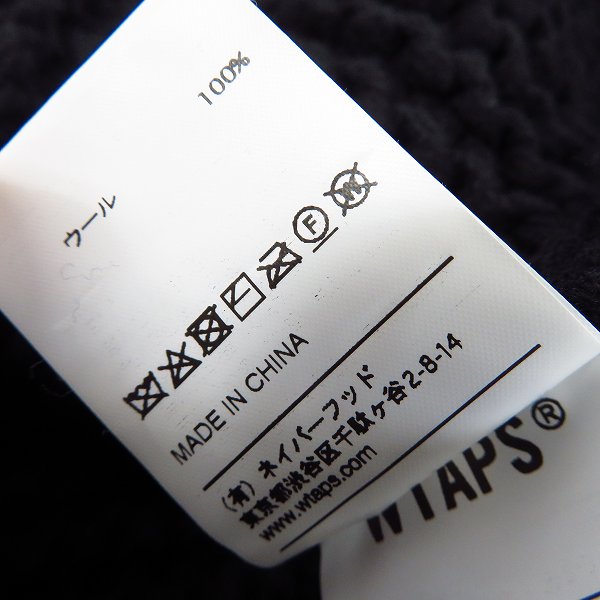 ウール 100%
F W
MADE IN CHINA
(有) ネイバーフッド
東京都渋谷区千駄ヶ谷2-8-14
www.wtaps.com
WTAPS®